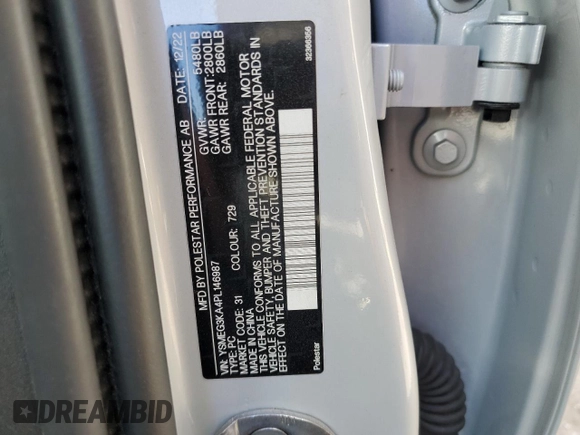 MFD BY POLESTAR PERFORMANCE AB DATE: 12/22
GVWR: 5480LB
GAWR FRONT: 2800LB
GAWR REAR: 2860LB
VIN: YSMEG3KA4PL146987
TYPE: PC COLOUR: 729
MARKET CODE: 31
MADE IN CHINA
THIS VEHICLE CONFORMS TO ALL APPLICABLE FEDERAL MOTOR
VEHICLE SAFETY, BUMPER AND THEFT PREVENTION STANDARDS IN
EFFECT ON THE DATE OF MANUFACTURE SHOWN ABOVE.
Polestar 32366356
DREAMBID